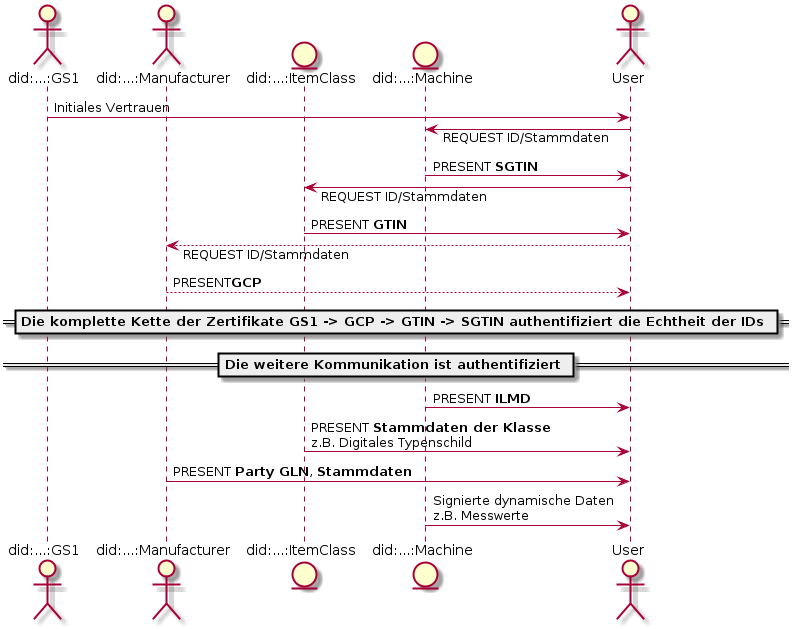 did:...:GS1 did:...:Manufacturer did:...:ItemClass did:...:Machine User
Initiales Vertrauen
REQUEST ID/Stammdaten
PRESENT SGTIN
REQUEST ID/Stammdaten
PRESENT GTIN
REQUEST ID/Stammdaten
PRESENTGCP
Die komplette Kette der Zertifikate GS1 -> GCP -> GTIN -> SGTIN authentifiziert die Echtheit der IDs
Die weitere Kommunikation ist authentifiziert
PRESENT ILMD
PRESENT Stammdaten der Klasse
z.B. Digitales Typenschild
PRESENT Party GLN, Stammdaten
Signierte dynamische Daten
z.B. Messwerte
did:...:GS1 did:...:Manufacturer did:...:ItemClass did:...:Machine User